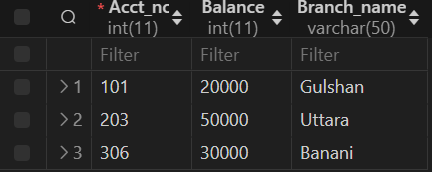 * Acct_no Balance Branch_name
int(11) int(11) varchar(50)
Filter Filter Filter
1 101 20000 Gulshan
2 203 50000 Uttara
3 306 30000 Banani